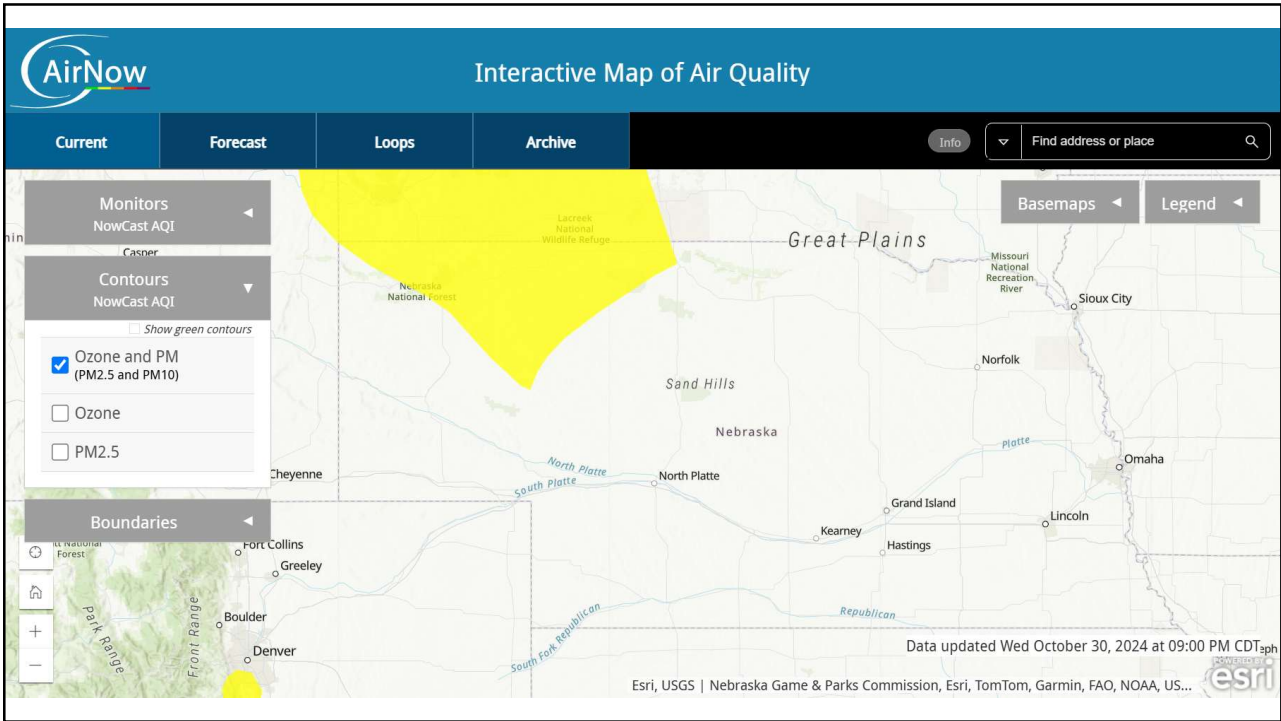 AirNow
Interactive Map of Air Quality
Current
Forecast
Loops
Archive
Info
Find address or place
Monitors
NowCast AQI
Contours
NowCast AQI
Show green contours
Ozone and PM
(PM2.5 and PM10)
Ozone
PM2.5
Boundaries
Basemaps
Legend
Casper
Lacreek
National
Wildlife Refuge
Great Plains
Missouri
National
Recreation
River
Sioux City
Nebraska
National Forest
Norfolk
Sand Hills
Nebraska
Platte
Omaha
Cheyenne
North Platte
South Platte
North Platte
Grand Island
Lincoln
Kearney
Hastings
Forest
Fort Collins
Greeley
Park Range
Front Range
Boulder
Denver
South Fork Republican
Republican
Data updated Wed October 30, 2024 at 09:00 PM CDT
Esri, USGS | Nebraska Game & Parks Commission, Esri, TomTom, Garmin, FAO, NOAA, US...
POWERED BY
esri